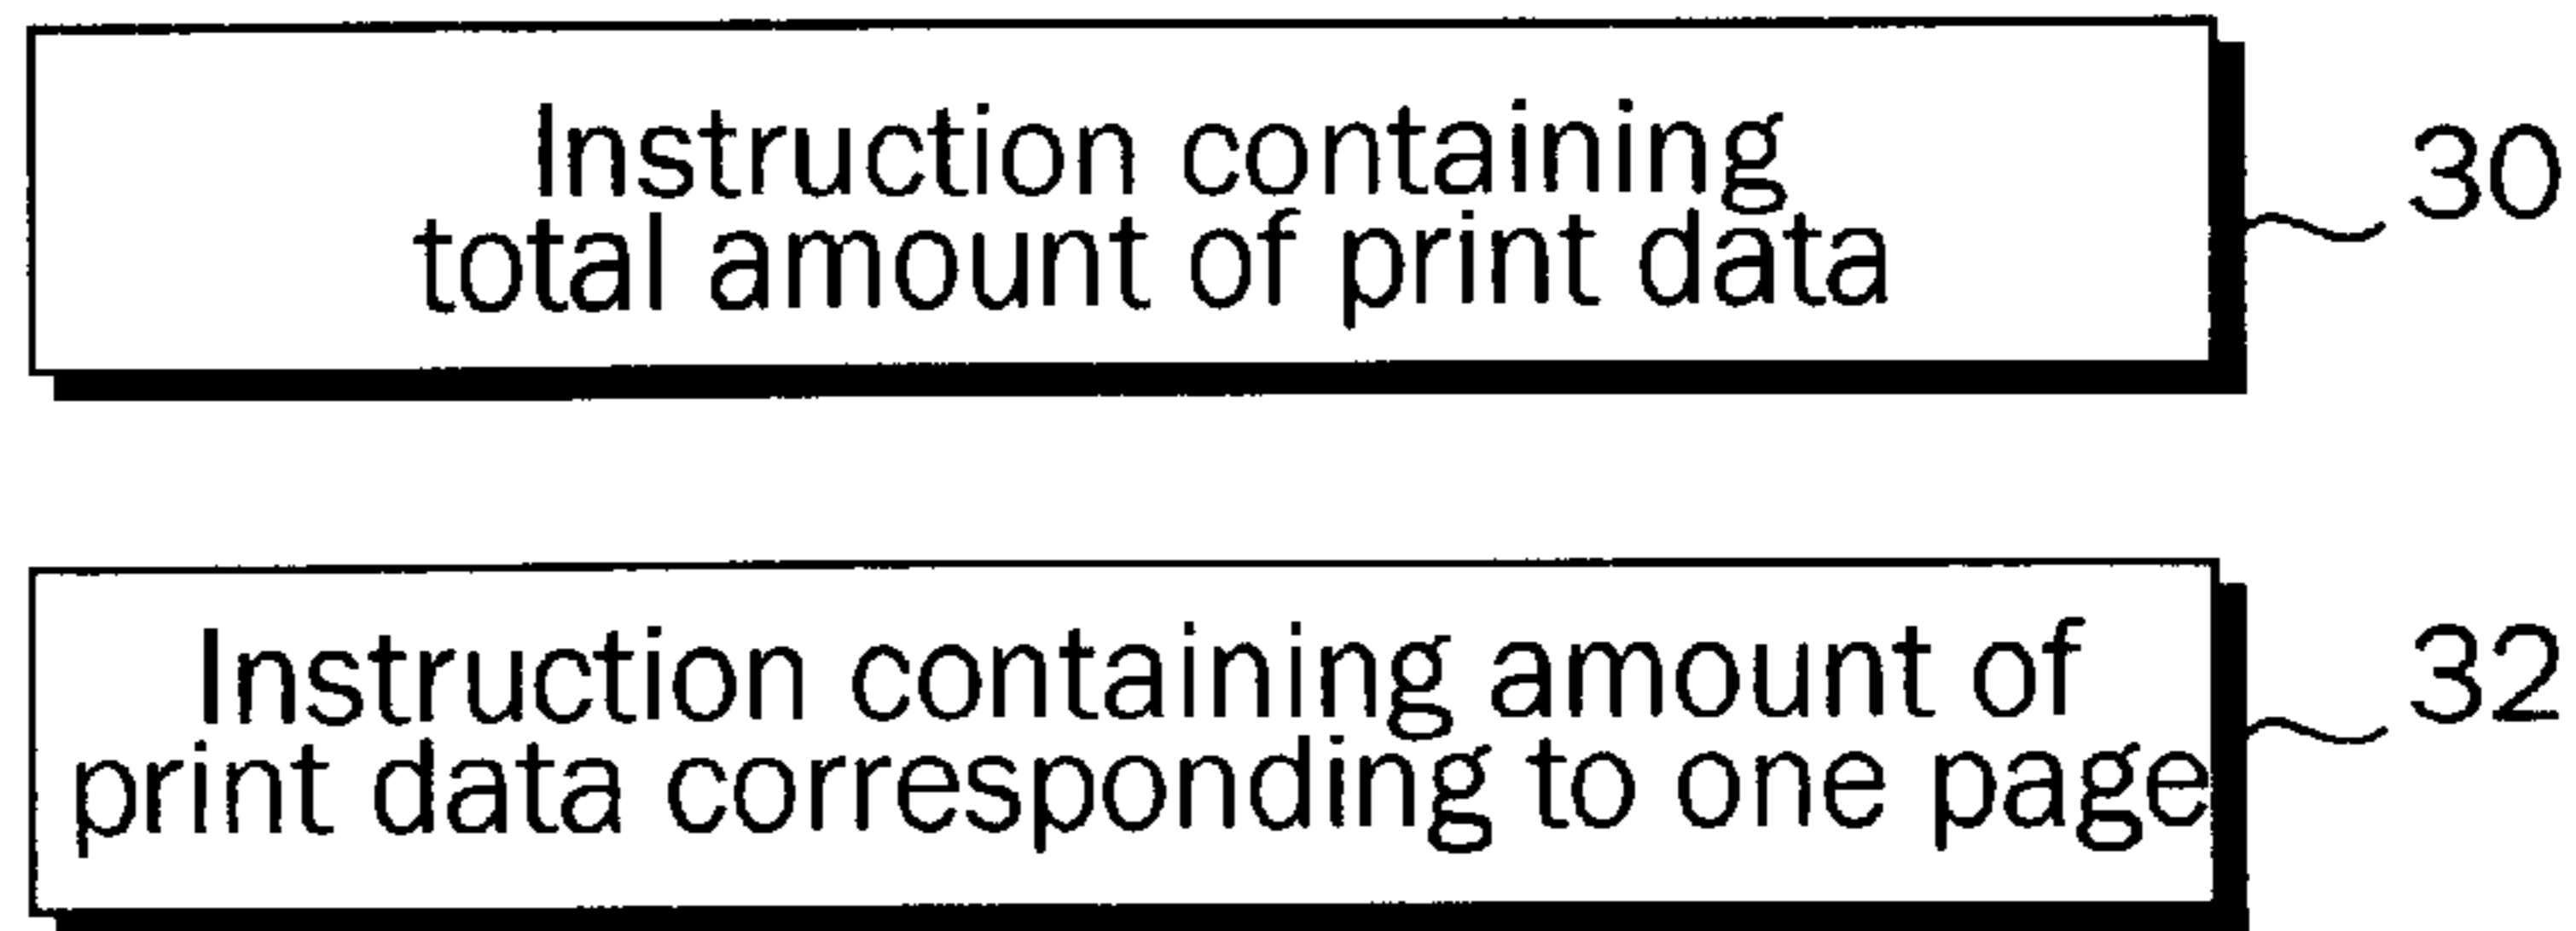 Instruction containing
total amount of print data
30
Instruction containing amount of
print data corresponding to one page
32